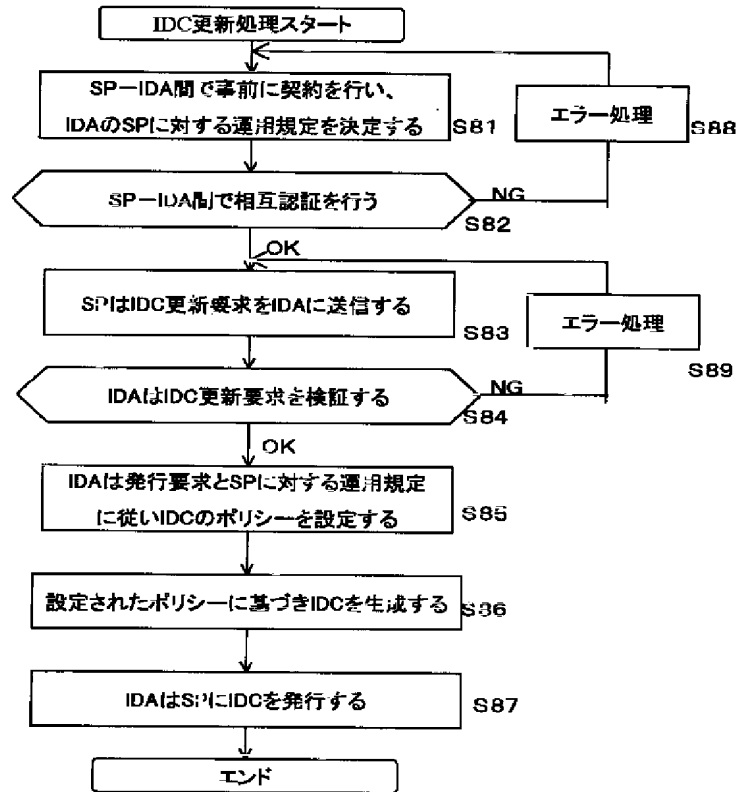 IDC更新処理スタート
SP－IDA間で事前に契約を行い、
IDAのSPに対する運用規定を決定する
S81
エラー処理
S88
SP－IDA間で相互認証を行う
NG
S82
OK
SPはIDC更新要求をIDAに送信する
S83
エラー処理
S89
IDAはIDC更新要求を検証する
NG
S84
OK
IDAは発行要求とSPに対する運用規定
に従いIDCのポリシーを設定する
S85
設定されたポリシーに基づきIDCを生成する
S86
IDAはSPにIDCを発行する
S87
エンド